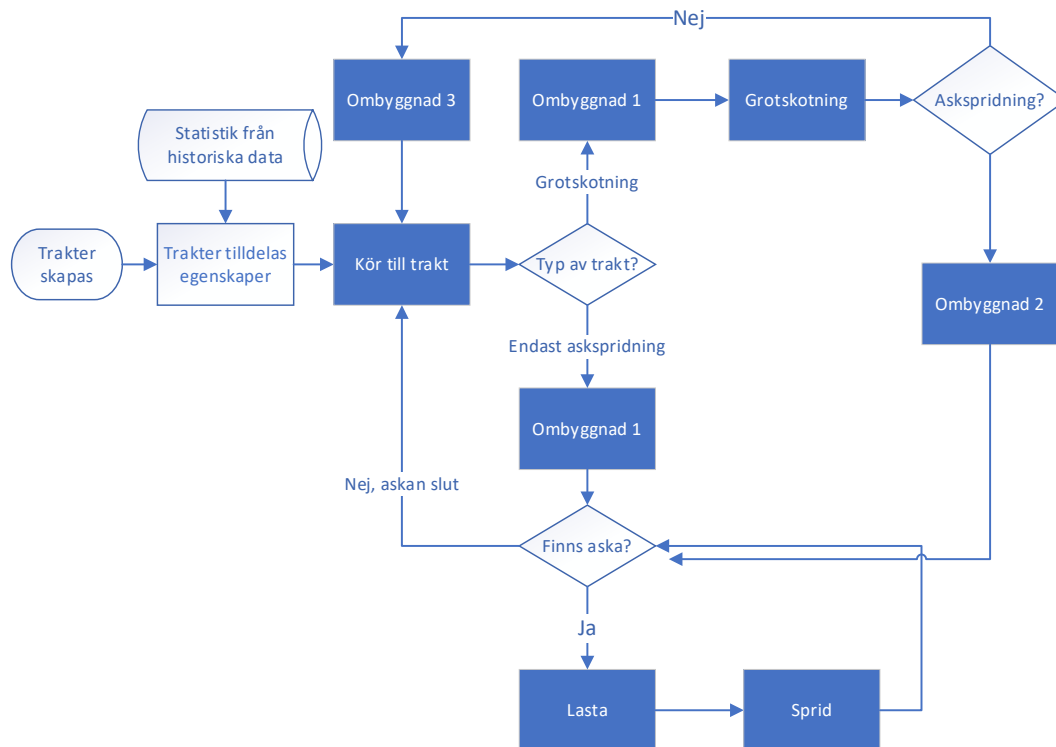 Nej
Ombyggnad 3
Ombyggnad 1
Grotskotning
Askspridning?
Statistik från
historiska data
Grotskotning
Trakter
skapas
Trakter tilldelas
egenskaper
Kör till trakt
Typ av trakt?
Ombyggnad 2
Endast askspridning
Ombyggnad 1
Nej, askan slut
Finns aska?
Ja
Lasta
Sprid